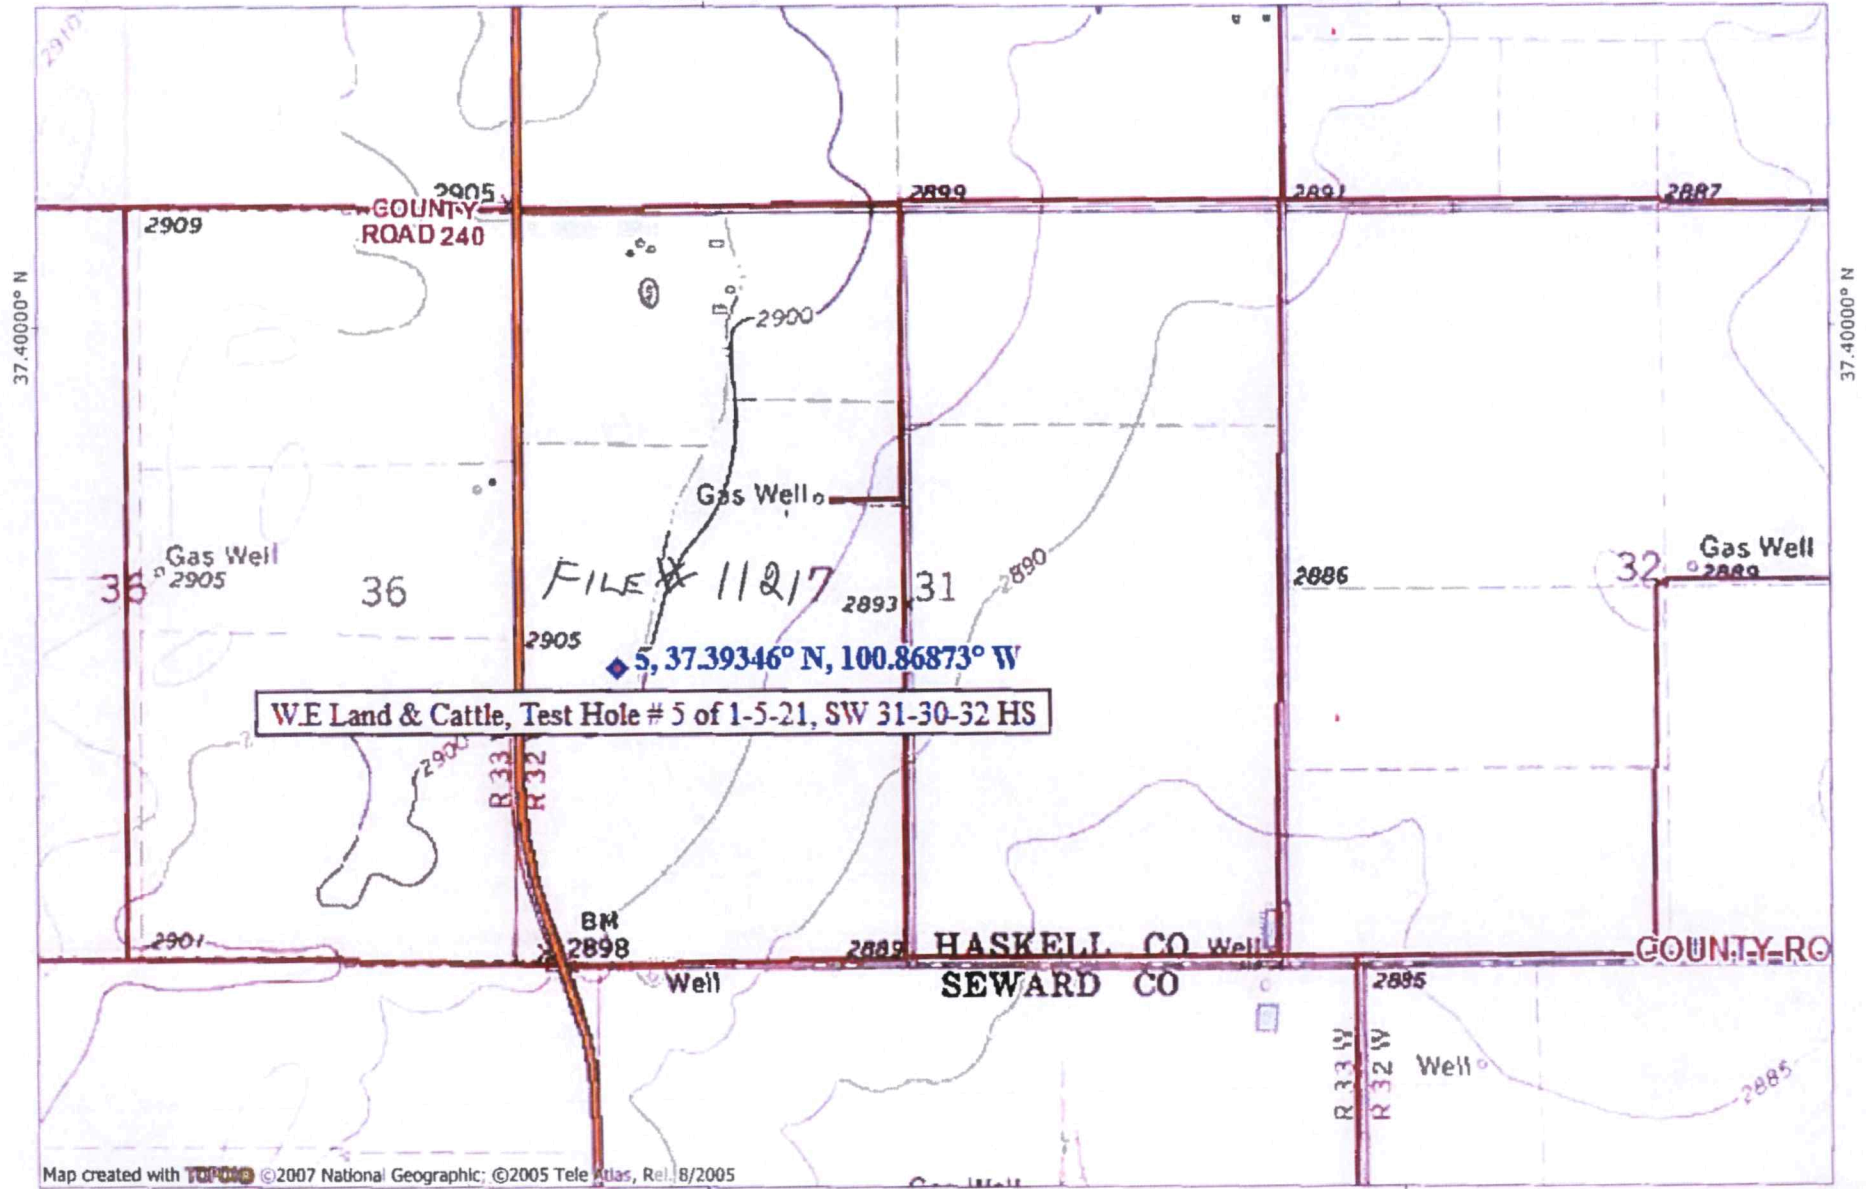 2910
2905
2899
2891
2887
COUNTY
ROAD 240
2909
37.40000° N
37.40000° N
2900
Gas Well
Gas Well
2905
36
36
FILE # 11217
2893
31
2890
2886
32
Gas Well
2889
2905
5, 37.39346° N, 100.86873° W
W.E Land & Cattle, Test Hole # 5 of 1-5-21, SW 31-30-32 HS
2900
R 33
R 32
BM
2898
2901
2889
HASKELL CO
Well
COUNTY RO
Well
SEWARD CO
2885
R 33 W
R 32 W
Well
2885
Map created with TOPO!® ©2007 National Geographic; ©2005 Tele Atlas, Rel. 8/2005